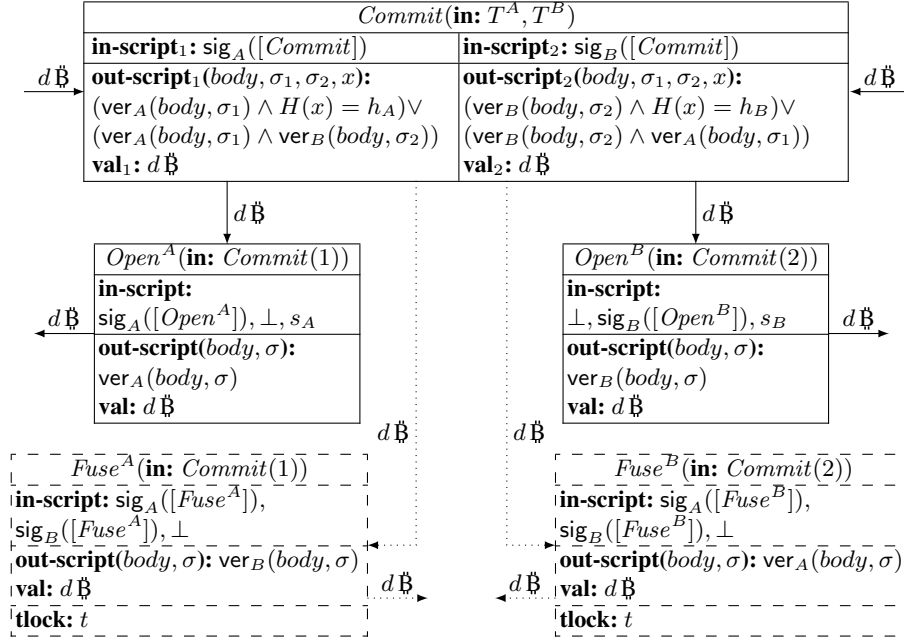 Commit(in: T^A, T^B)
in-script₁: sig_A([Commit])
in-script₂: sig_B([Commit])
d ₿
out-script₁(body, σ₁, σ₂, x):
(ver_A(body, σ₁) ∧ H(x) = h_A)∨
(ver_A(body, σ₁) ∧ ver_B(body, σ₂))
val₁: d ₿
out-script₂(body, σ₁, σ₂, x):
(ver_B(body, σ₂) ∧ H(x) = h_B)∨
(ver_B(body, σ₂) ∧ ver_A(body, σ₁))
val₂: d ₿
d ₿
d ₿
d ₿
Open^A(in: Commit(1))
in-script:
sig_A([Open^A]), ⊥, s_A
out-script(body, σ):
ver_A(body, σ)
val: d ₿
d ₿
Open^B(in: Commit(2))
in-script:
⊥, sig_B([Open^B]), s_B
out-script(body, σ):
ver_B(body, σ)
val: d ₿
d ₿
d ₿
d ₿
Fuse^A(in: Commit(1))
in-script: sig_A([Fuse^A]),
sig_B([Fuse^A]), ⊥
out-script(body, σ): ver_B(body, σ)
val: d ₿
tlock: t
d ₿
d ₿
Fuse^B(in: Commit(2))
in-script: sig_A([Fuse^B]),
sig_B([Fuse^B]), ⊥
out-script(body, σ): ver_A(body, σ)
val: d ₿
tlock: t